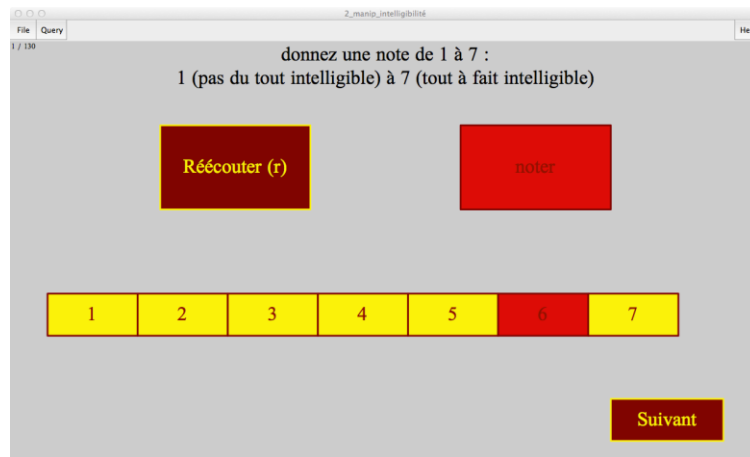 2_manip_intelligibilité
File Query
1 / 130
donnez une note de 1 à 7 :
1 (pas du tout intelligible) à 7 (tout à fait intelligible)
Réécouter (r) noter
1 2 3 4 5 6 7
Suivant